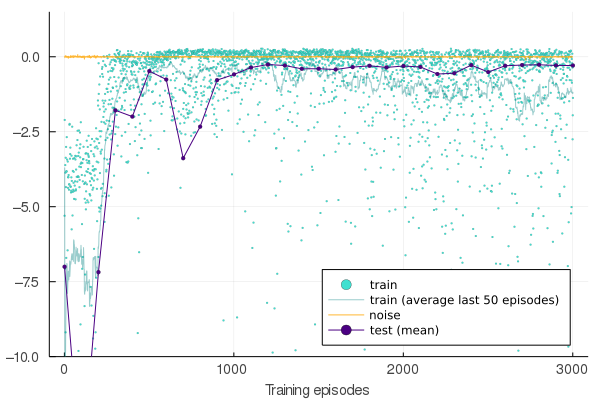 0.0
−2.5
−5.0
−7.5
−10.0
0
1000
2000
3000
Training episodes
train
train (average last 50 episodes)
noise
test (mean)